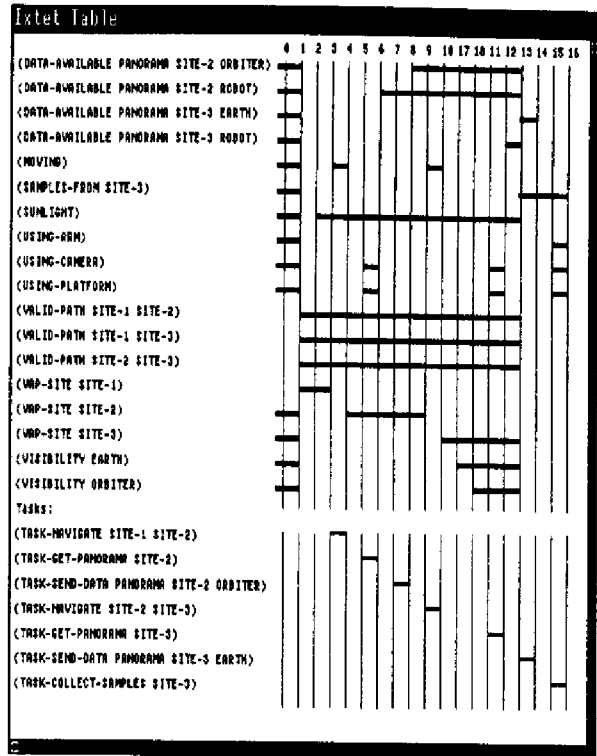 Ixtet Table
0 1 2 3 4 5 6 7 8 9 10 17 18 11 12 13 14 15 16
(DATA-AVAILABLE PANORAMA SITE-2 ORBITER)
(DATA-AVAILABLE PANORAMA SITE-2 ROBOT)
(DATA-AVAILABLE PANORAMA SITE-3 EARTH)
(DATA-AVAILABLE PANORAMA SITE-3 ROBOT)
(MOVING)
(SAMPLES-FROM SITE-3)
(SUNLIGHT)
(USING-ARM)
(USING-CAMERA)
(USING-PLATFORM)
(VALID-PATH SITE-1 SITE-2)
(VALID-PATH SITE-1 SITE-3)
(VALID-PATH SITE-2 SITE-3)
(VAP-SITE SITE-1)
(VAP-SITE SITE-2)
(VAP-SITE SITE-3)
(VISIBILITY EARTH)
(VISIBILITY ORBITER)
Tasks:
(TASK-NAVIGATE SITE-1 SITE-2)
(TASK-GET-PANORAMA SITE-2)
(TASK-SEND-DATA PANORAMA SITE-2 ORBITER)
(TASK-NAVIGATE SITE-2 SITE-3)
(TASK-GET-PANORAMA SITE-3)
(TASK-SEND-DATA PANORAMA SITE-3 EARTH)
(TASK-COLLECT-SAMPLES SITE-3)